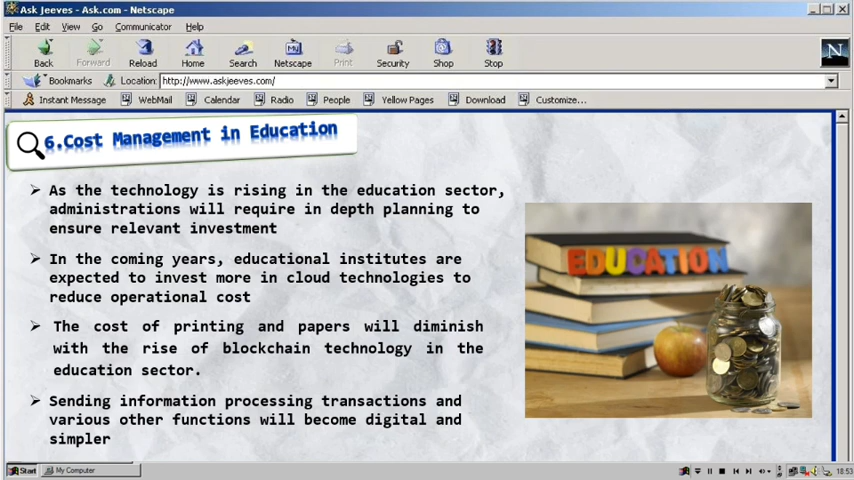 Ask Jeeves - Ask.com - Netscape
File Edit View Go Communicator Help
Back Forward Reload Home Search Netscape Print Security Shop Stop
N
Bookmarks Location: http://www.askjeeves.com/
Instant Message WebMail Calendar Radio People Yellow Pages Download Customize...
6.Cost Management in Education
As the technology is rising in the education sector,
administrations will require in depth planning to
ensure relevant investment
In the coming years, educational institutes are
expected to invest more in cloud technologies to
reduce operational cost
The cost of printing and papers will diminish
with the rise of blockchain technology in the
education sector.
Sending information processing transactions and
various other functions will become digital and
simpler
EDUCATION
Start My Computer 18:53